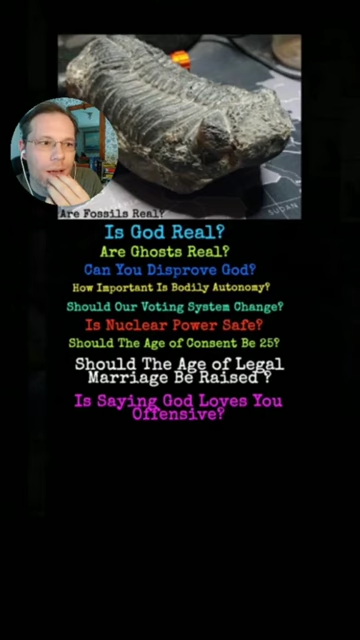 SUDAN
Are Fossils Real?
Is God Real?
Are Ghosts Real?
Can You Disprove God?
How Important Is Bodily Autonomy?
Should Our Voting System Change?
Is Nuclear Power Safe?
Should The Age of Consent Be 25?
Should The Age of Legal
Marriage Be Raised ?
Is Saying God Loves You
Offensive?